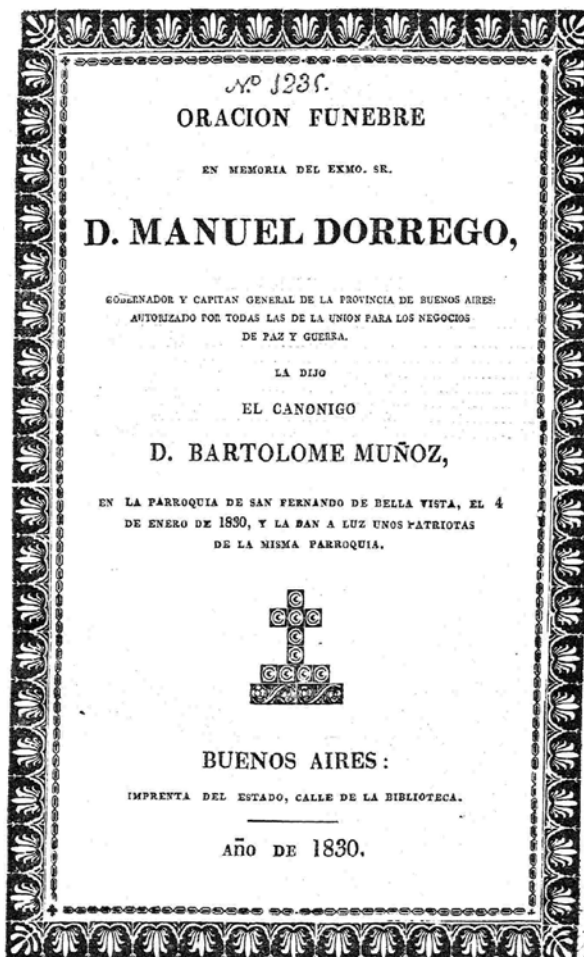 Nº 1231.
ORACION FUNEBRE
EN MEMORIA DEL EXMO. SR.
D. MANUEL DORREGO,
GOBERNADOR Y CAPITAN GENERAL DE LA PROVINCIA DE BUENOS AIRES:
AUTORIZADO POR TODAS LAS DE LA UNION PARA LOS NEGOCIOS
DE PAZ Y GUERRA.
LA DIJO
EL CANONIGO
D. BARTOLOME MUÑOZ,
EN LA PARROQUIA DE SAN FERNANDO DE BELLA VISTA, EL 4
DE ENERO DE 1830, Y LA DAN A LUZ UNOS PATRIOTAS
DE LA MISMA PARROQUIA.
BUENOS AIRES:
IMPRENTA DEL ESTADO, CALLE DE LA BIBLIOTECA.
AÑO DE 1830.